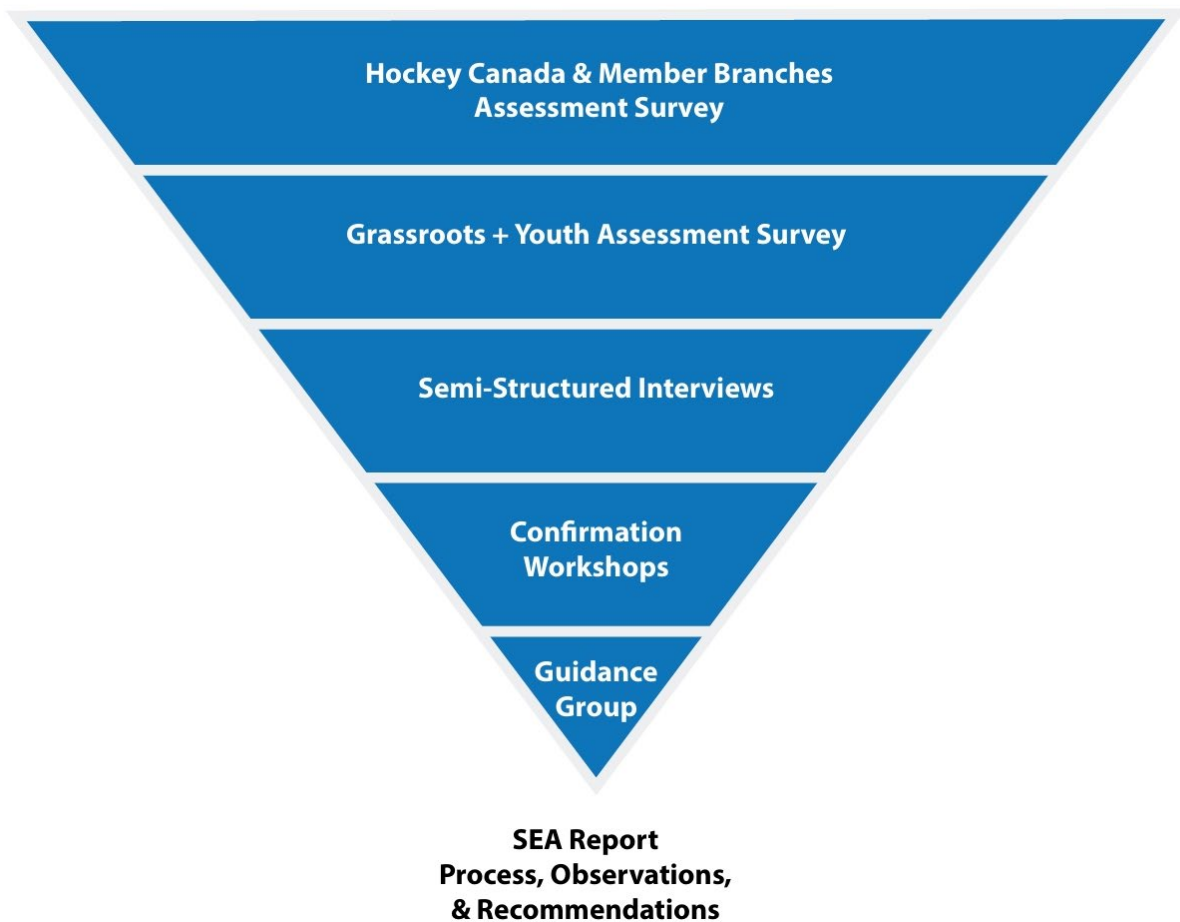 Hockey Canada & Member Branches
Assessment Survey
Grassroots + Youth Assessment Survey
Semi-Structured Interviews
Confirmation
Workshops
Guidance
Group
SEA Report
Process, Observations,
& Recommendations